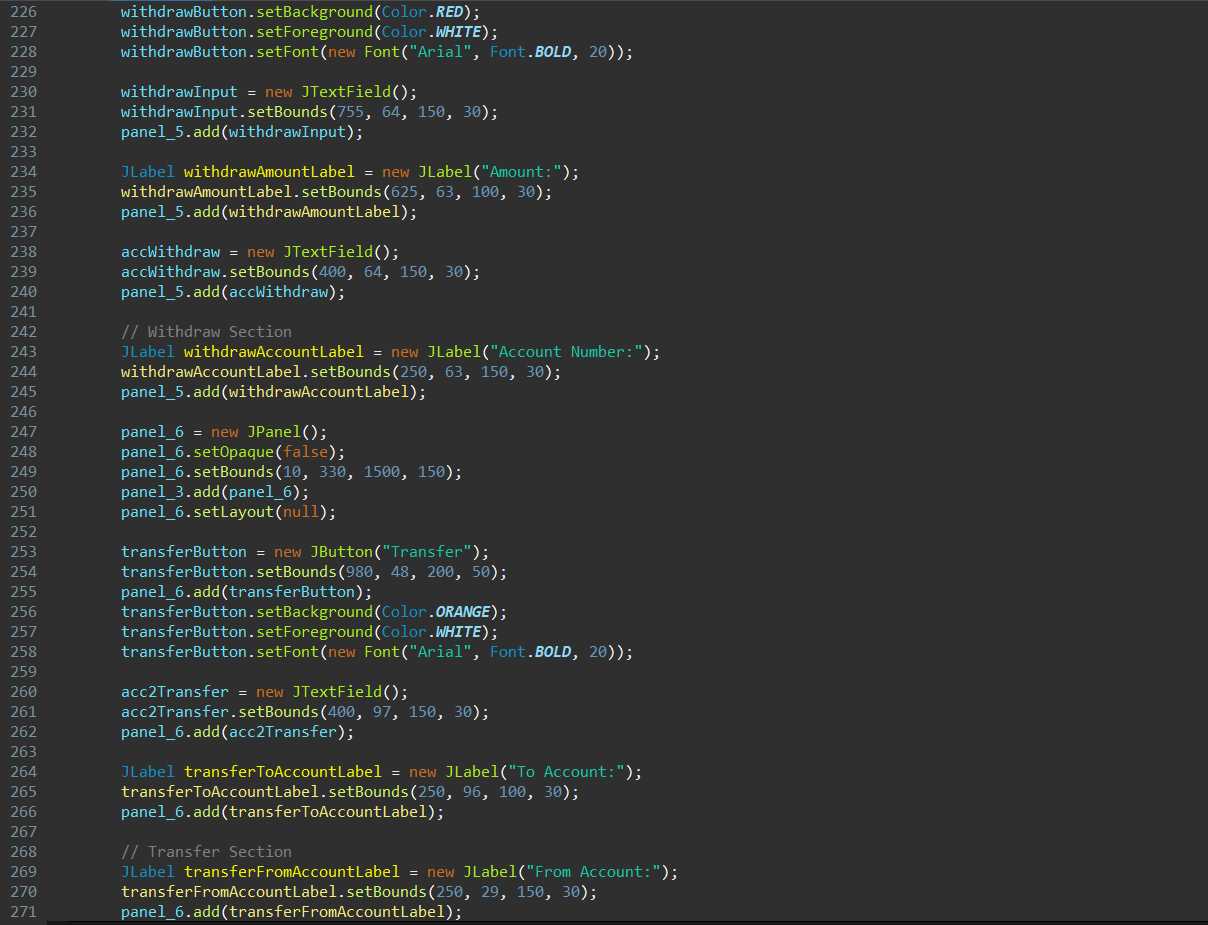 226 withdrawButton.setBackground(Color.RED);
227 withdrawButton.setForeground(Color.WHITE);
228 withdrawButton.setFont(new Font("Arial", Font.BOLD, 20));
229
230 withdrawInput = new JTextField();
231 withdrawInput.setBounds(755, 64, 150, 30);
232 panel_5.add(withdrawInput);
233
234 JLabel withdrawAmountLabel = new JLabel("Amount:");
235 withdrawAmountLabel.setBounds(625, 63, 100, 30);
236 panel_5.add(withdrawAmountLabel);
237
238 accWithdraw = new JTextField();
239 accWithdraw.setBounds(400, 64, 150, 30);
240 panel_5.add(accWithdraw);
241
242 // Withdraw Section
243 JLabel withdrawAccountLabel = new JLabel("Account Number:");
244 withdrawAccountLabel.setBounds(250, 63, 150, 30);
245 panel_5.add(withdrawAccountLabel);
246
247 panel_6 = new JPanel();
248 panel_6.setOpaque(false);
249 panel_6.setBounds(10, 330, 1500, 150);
250 panel_3.add(panel_6);
251 panel_6.setLayout(null);
252
253 transferButton = new JButton("Transfer");
254 transferButton.setBounds(980, 48, 200, 50);
255 panel_6.add(transferButton);
256 transferButton.setBackground(Color.ORANGE);
257 transferButton.setForeground(Color.WHITE);
258 transferButton.setFont(new Font("Arial", Font.BOLD, 20));
259
260 acc2Transfer = new JTextField();
261 acc2Transfer.setBounds(400, 97, 150, 30);
262 panel_6.add(acc2Transfer);
263
264 JLabel transferToAccountLabel = new JLabel("To Account:");
265 transferToAccountLabel.setBounds(250, 96, 100, 30);
266 panel_6.add(transferToAccountLabel);
267
268 // Transfer Section
269 JLabel transferFromAccountLabel = new JLabel("From Account:");
270 transferFromAccountLabel.setBounds(250, 29, 150, 30);
271 panel_6.add(transferFromAccountLabel);